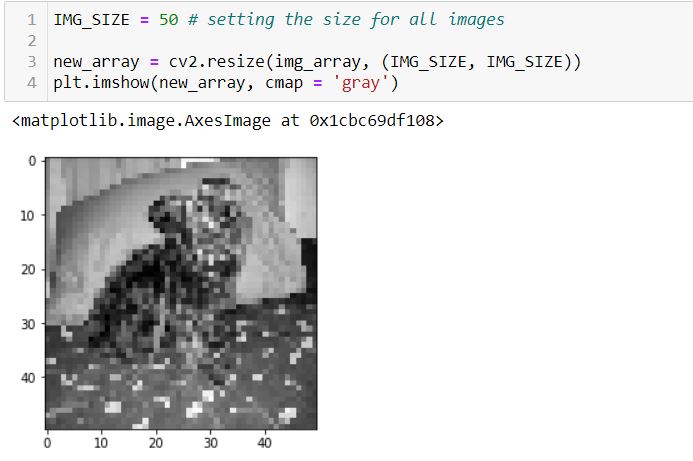 1 IMG_SIZE = 50 # setting the size for all images
2
3 new_array = cv2.resize(img_array, (IMG_SIZE, IMG_SIZE))
4 plt.imshow(new_array, cmap = 'gray')
<matplotlib.image.AxesImage at 0x1cbc69df108>
0
10
20
30
40
0 10 20 30 40